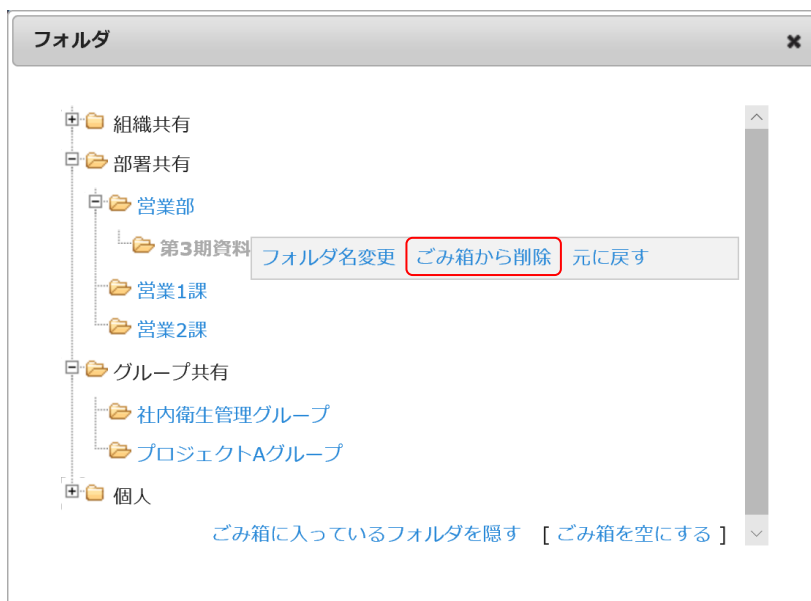 フォルダ
組織共有
部署共有
営業部
第3期資料 フォルダ名変更 ごみ箱から削除 元に戻す
営業1課
営業2課
グループ共有
社内衛生管理グループ
プロジェクトAグループ
個人
ごみ箱に入っているフォルダを隠す [ ごみ箱を空にする ]